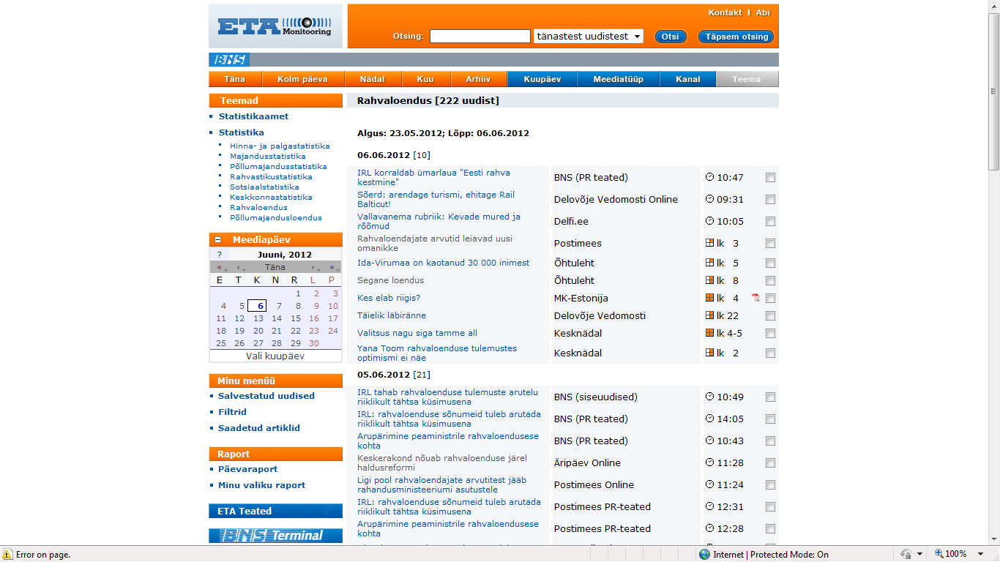 ETA Monitooring
Kontakt I Abi
Otsing: tänastest uudistest Otsi Täpsem otsing
BNS
Täna Kolm päeva Nädal Kuu Arhiiv Kuupäev Meediatüüp Kanal Teema
Teemad
Statistikaamet
Statistika
Hinna- ja palgastatistika
Majandusstatistika
Põllumajandusstatistika
Rahvastikustatistika
Sotsiaalstatistika
Keskkonnastatistika
Rahvaloendus
Põllumajandusloendus
Meediapäev
? Juuni, 2012
« ‹ Täna › »
E T K N R L P
1 2 3
4 5 6 7 8 9 10
11 12 13 14 15 16 17
18 19 20 21 22 23 24
25 26 27 28 29 30
Vali kuupäev
Minu menüü
Salvestatud uudised
Filtrid
Saadetud artiklid
Raport
Päevaraport
Minu valiku raport
ETA Teated
BNS Terminal
Rahvaloendus [222 uudist]
Algus: 23.05.2012; Lõpp: 06.06.2012
06.06.2012 [10]
IRL korraldab ümarlaua "Eesti rahva
kestmine" BNS (PR teated) 10:47
Sõerd: arendage turismi, ehitage Rail
Balticut! Delovõje Vedomosti Online 09:31
Vallavanema rubriik: Kevade mured ja
rõõmud Delfi.ee 10:05
Rahvaloendajate arvutid leiavad uusi
omanikke Postimees lk 3
Ida-Virumaa on kaotanud 30 000 inimest Õhtuleht lk 5
Segane loendus Õhtuleht lk 8
Kes elab riigis? MK-Estonija lk 4
Täielik läbiränne Delovõje Vedomosti lk 22
Valitsus nagu siga tamme all Kesknädal lk 4-5
Yana Toom rahvaloenduse tulemustes
optimismi ei näe Kesknädal lk 2
05.06.2012 [21]
IRL tahab rahvaloenduse tulemuste arutelu
riiklikult tähtsa küsimusena BNS (siseuudised) 10:49
IRL: rahvaloenduse sõnumeid tuleb arutada
riiklikult tähtsa küsimusena BNS (PR teated) 14:05
Arupärimine peaministrile rahvaloendusese
kohta BNS (PR teated) 10:43
Keskerakond nõuab rahvaloenduse järel
haldusreformi Äripäev Online 11:28
Ligi pool rahvaloendajate arvutitest jääb
rahandusministeeriumi asutustele Postimees Online 11:24
IRL: rahvaloenduse sõnumeid tuleb arutada
riiklikult tähtsa küsimusena Postimees PR-teated 12:31
Arupärimine peaministrile rahvaloendusese
kohta Postimees PR-teated 12:28
Error on page. Internet | Protected Mode: On 100%